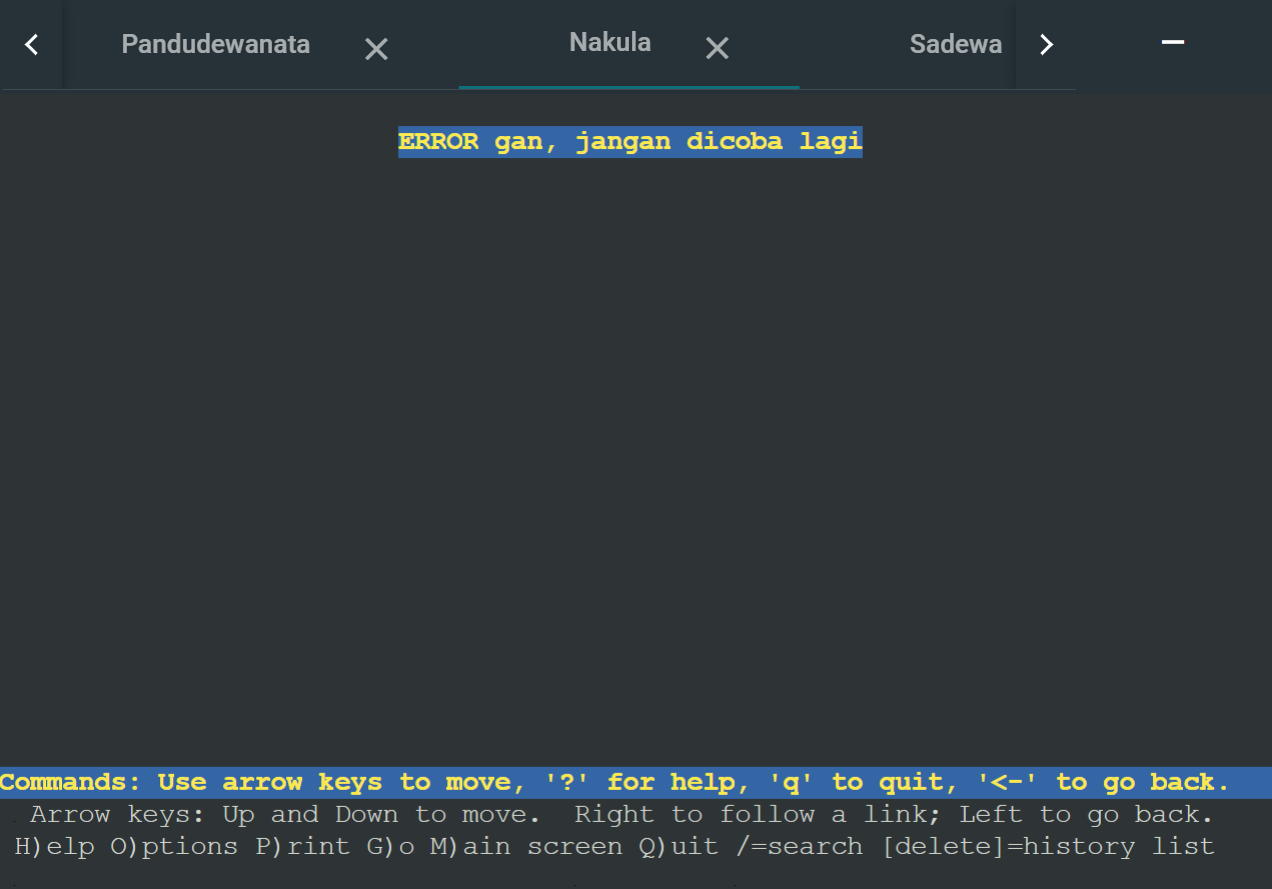 Pandudewanata Nakula Sadewa
ERROR gan, jangan dicoba lagi
Commands: Use arrow keys to move, '?' for help, 'q' to quit, '<-' to go back.
Arrow keys: Up and Down to move.  Right to follow a link; Left to go back.
H)elp O)ptions P)rint G)o M)ain screen Q)uit /=search [delete]=history list